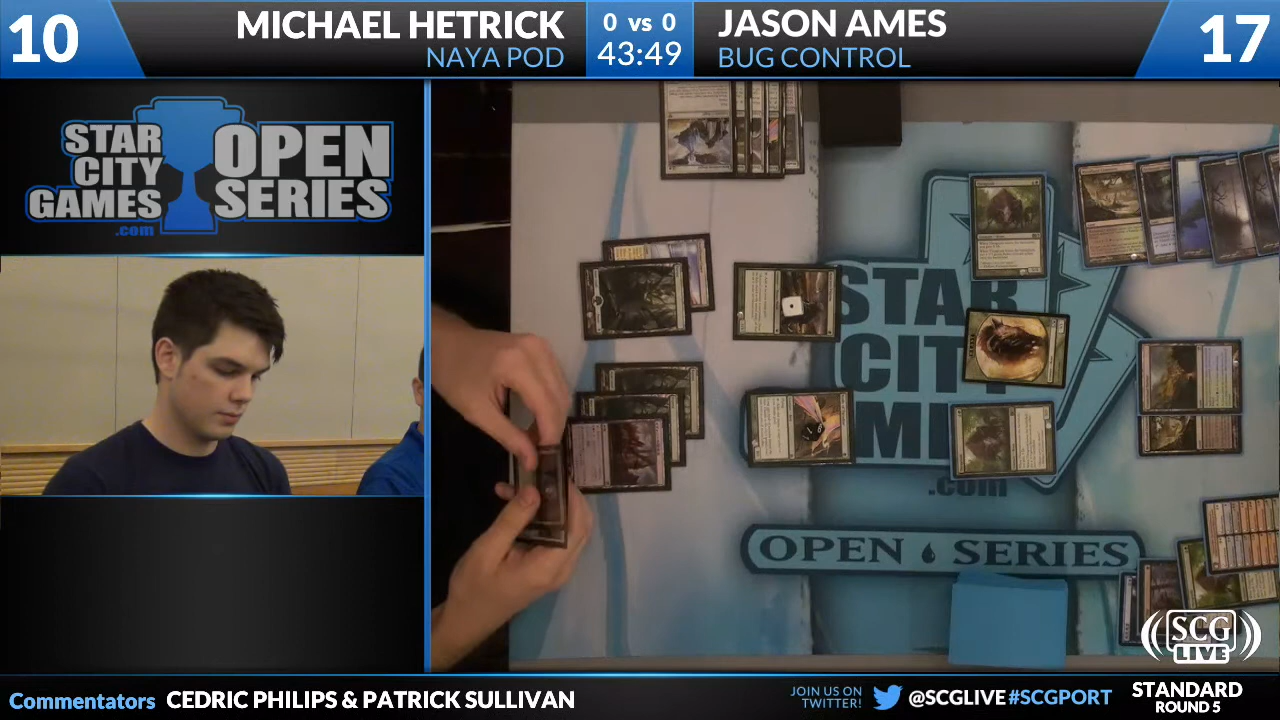 10
MICHAEL HETRICK
NAYA POD
0 vs 0
43:49
JASON AMES
BUG CONTROL
17
STAR
CITY
GAMES
.com
OPEN
SERIES
STAR
CIT
.com
OPEN SERIES
SCG
LIVE
Commentators CEDRIC PHILIPS & PATRICK SULLIVAN
JOIN US ON
TWITTER!
@SCGLIVE #SCGPORT
STANDARD
ROUND 5